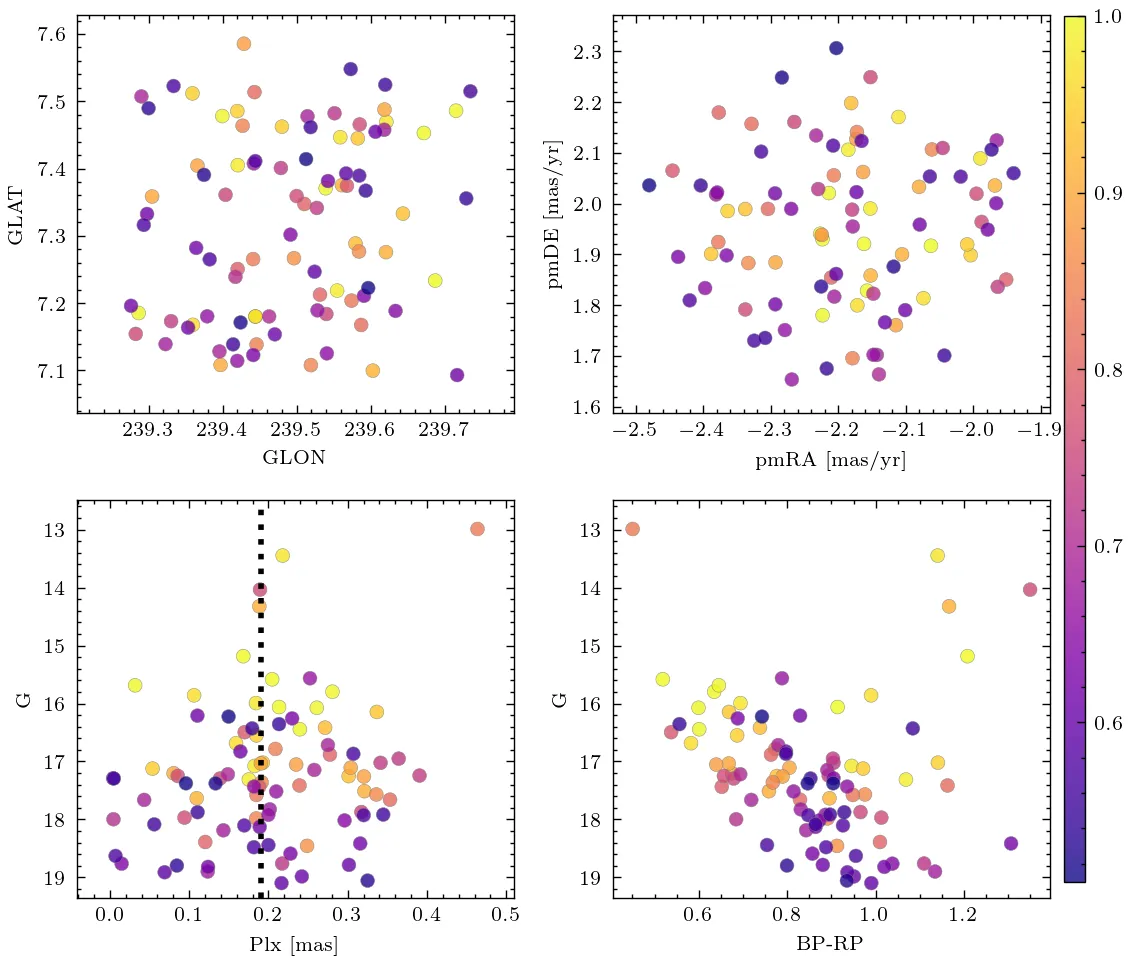 7.6
7.5
7.4
7.3
7.2
7.1
GLAT
239.3 239.4 239.5 239.6 239.7
GLON
2.3
2.2
2.1
2.0
1.9
1.8
1.7
1.6
pmDE [mas/yr]
−2.5 −2.4 −2.3 −2.2 −2.1 −2.0 −1.9
pmRA [mas/yr]
1.0
0.9
0.8
0.7
0.6
13
14
15
16
17
18
19
G
0.0 0.1 0.2 0.3 0.4 0.5
Plx [mas]
13
14
15
16
17
18
19
G
0.6 0.8 1.0 1.2
BP-RP